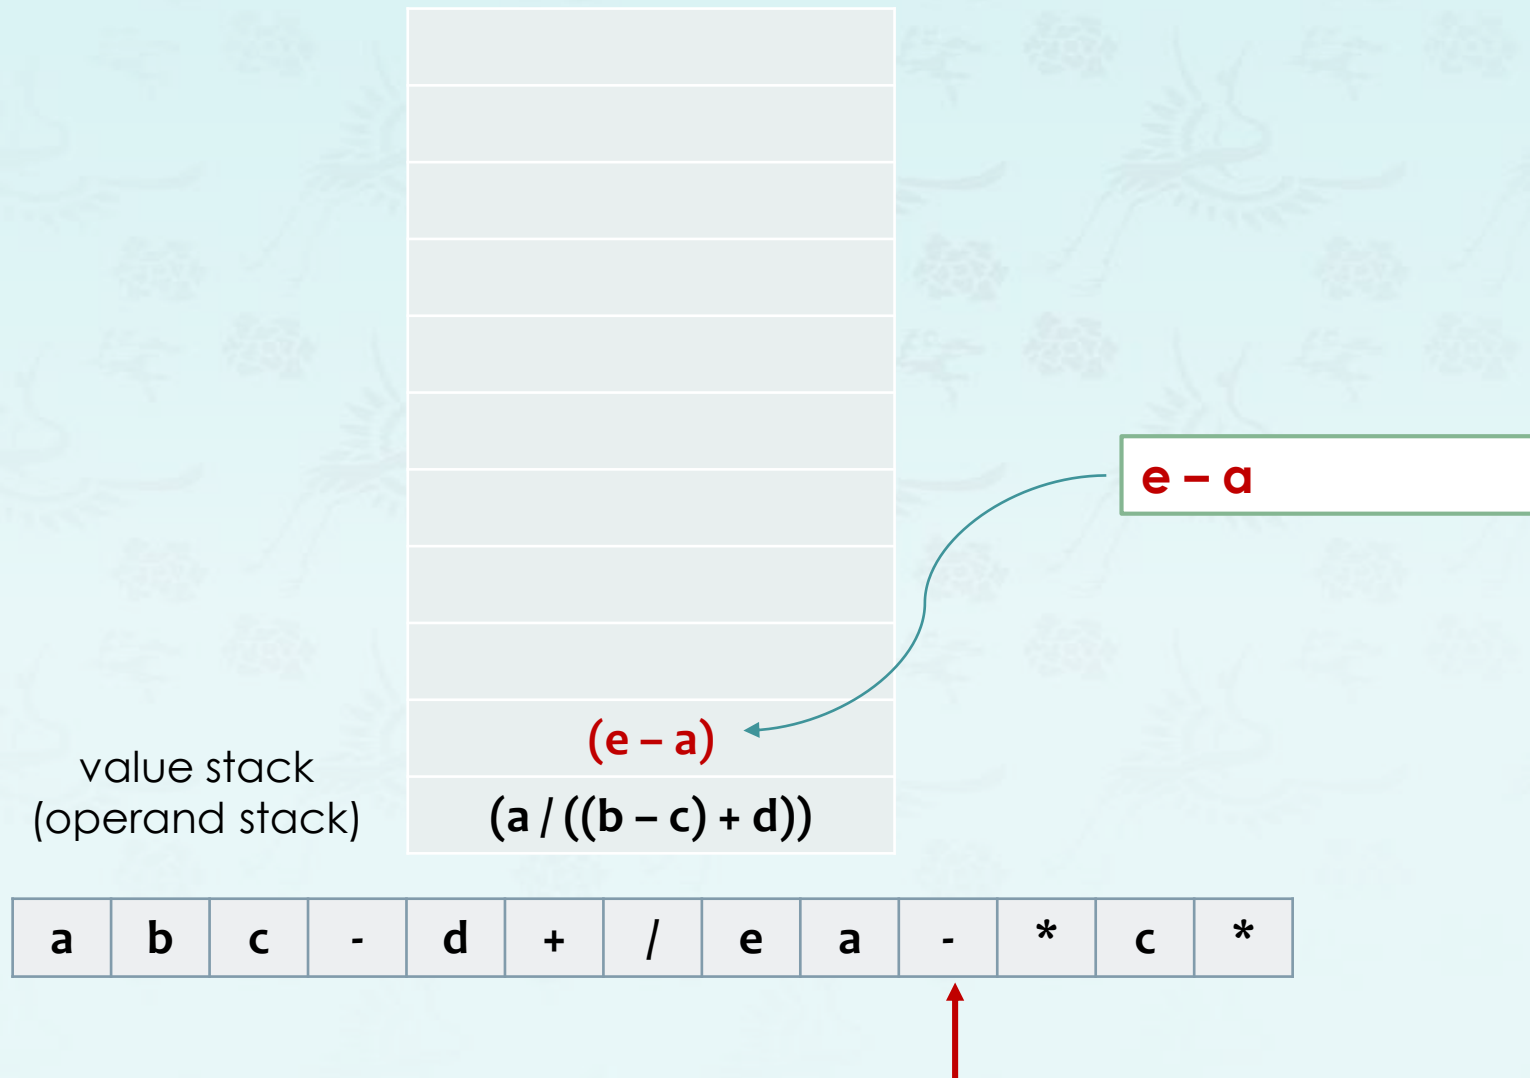 e – a
(e – a)
value stack
(operand stack)
(a / ((b – c) + d))
a b c - d + / e a - * c *